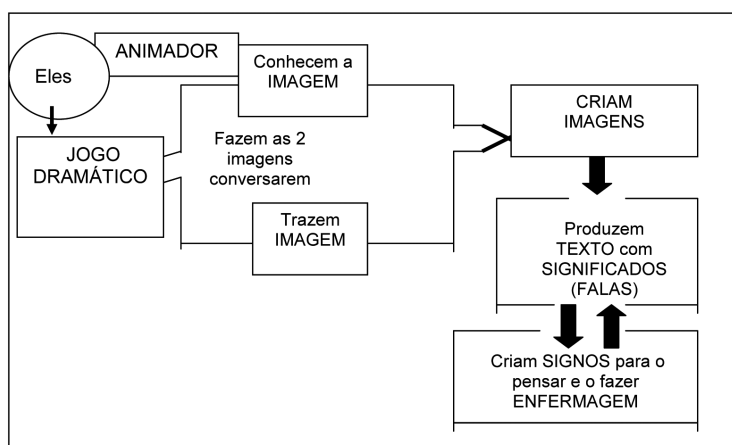 Eles
ANIMADOR
Conhecem a
IMAGEM
JOGO
DRAMÁTICO
Fazem as 2
imagens
conversarem
Trazem
IMAGEM
CRIAM
IMAGENS
Produzem
TEXTO com
SIGNIFICADOS
(FALAS)
Criam SIGNOS para o
pensar e o fazer
ENFERMAGEM